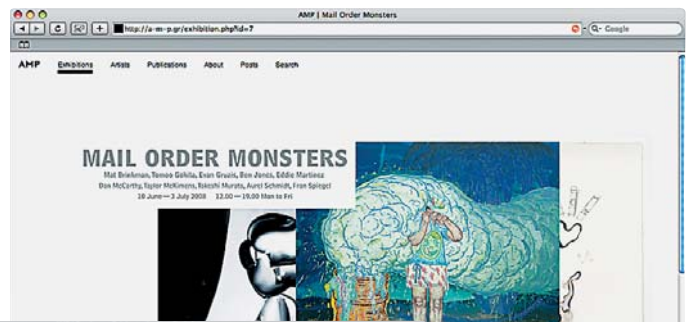 AMP | Mail Order Monsters
http://a-m-p.gr/exhibition.php?id=7
Google
AMP Exhibitions Artists Publications About Posts Search
MAIL ORDER MONSTERS
Mat Brinkman, Tomoo Gokita, Evan Gruzis, Ben Jones, Eddie Martinez
Dan McCarthy, Taylor McKimens, Takeshi Murata, Aurel Schmidt, Fran Spiegel
10 June — 3 July 2008 12.00 — 19.00 Mon to Fri